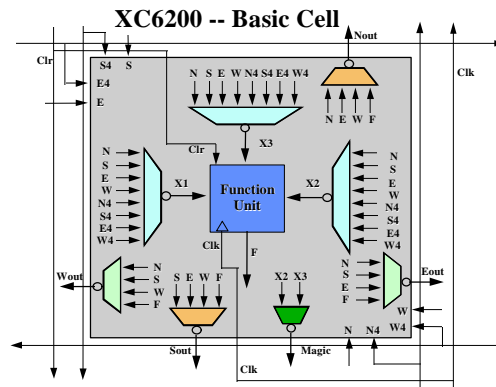 XC6200 -- Basic Cell
Nout
Clr
S4 S
Clk
E4
E
N S E W N4 S4 E4 W4
N E W F
X3
Clr
N
S
E
W
N4
S4
E4
W4
X1
Function
Unit
X2
N
S
E
W
N4
S4
E4
W4
Clk
F
Wout
N
S
W
F
S E W F
X2 X3
N
S
E
F
Eout
W
W4
N N4
Sout
Clk
Magic